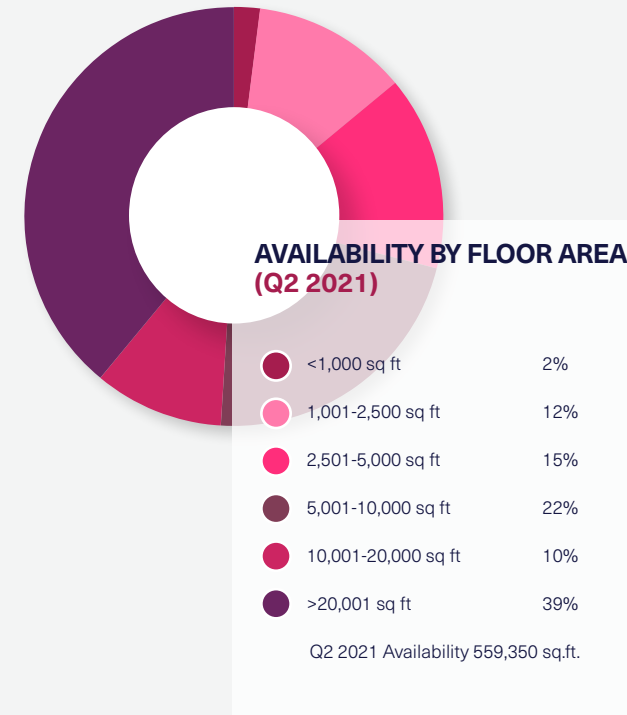 AVAILABILITY BY FLOOR AREA
(Q2 2021)
<1,000 sq ft 2%
1,001-2,500 sq ft 12%
2,501-5,000 sq ft 15%
5,001-10,000 sq ft 22%
10,001-20,000 sq ft 10%
>20,001 sq ft 39%
Q2 2021 Availability 559,350 sq.ft.